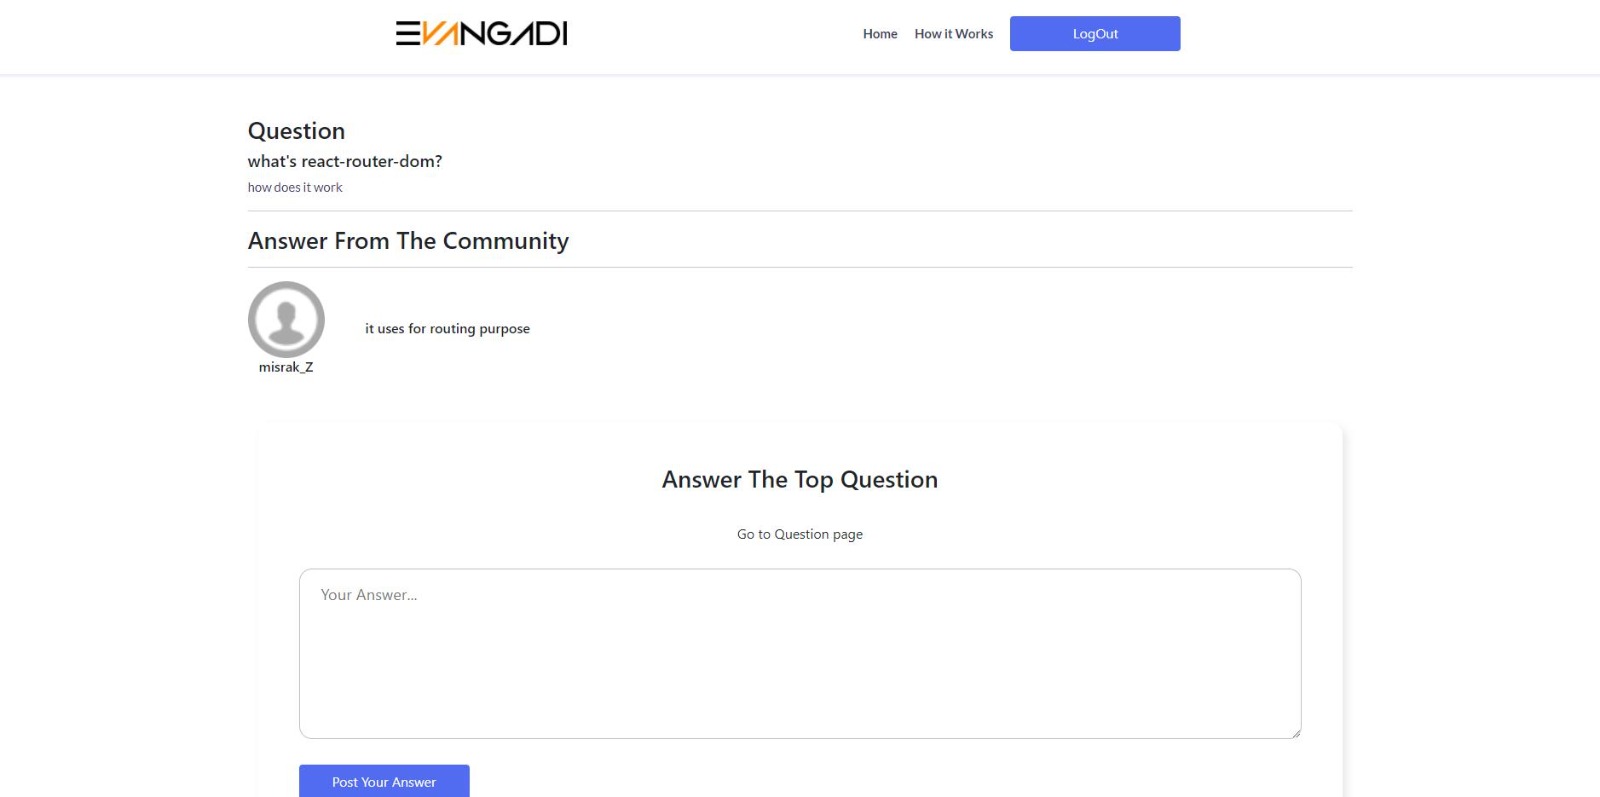 EVANGADI
Home How it Works LogOut
Question
what's react-router-dom?
how does it work
Answer From The Community
it uses for routing purpose
misrak_Z
Answer The Top Question
Go to Question page
Your Answer...
Post Your Answer